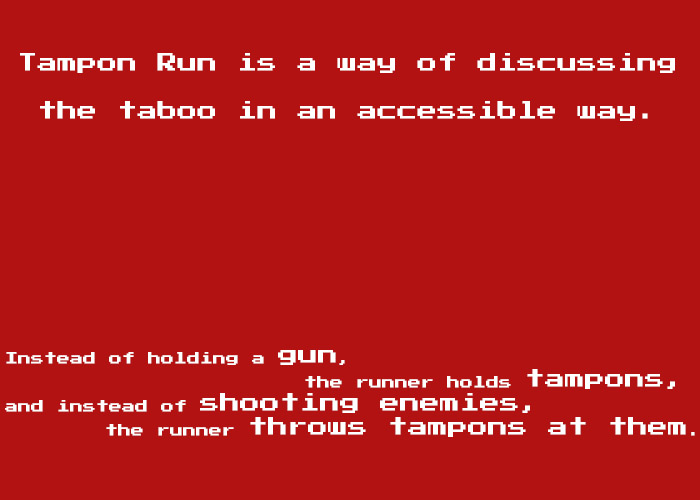 Tampon Run is a way of discussing
the taboo in an accessible way.
Instead of holding a gun,
the runner holds tampons,
and instead of shooting enemies,
the runner throws tampons at them.